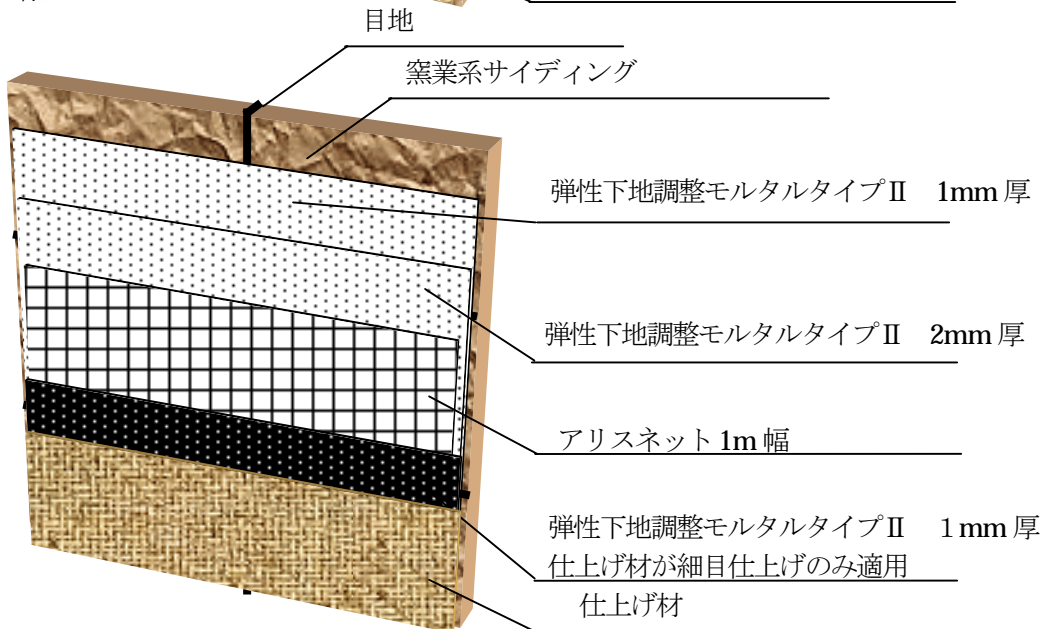 目地
窯業系サイディング
弾性下地調整モルタルタイプⅡ 1mm 厚
弾性下地調整モルタルタイプⅡ 2mm 厚
アリスネット 1m 幅
弾性下地調整モルタルタイプⅡ 1mm 厚
仕上げ材が細目仕上げのみ適用
仕上げ材